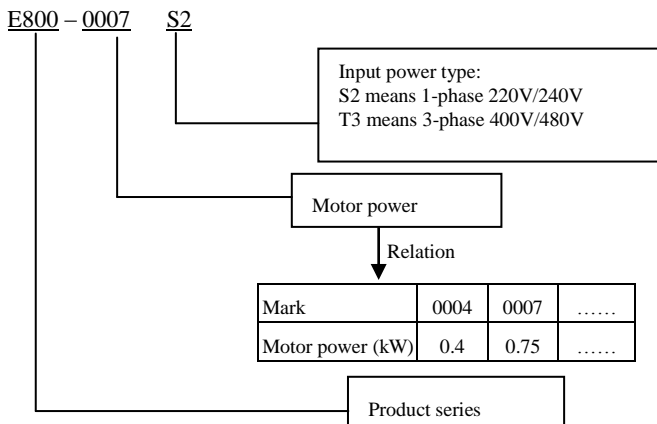 E800 – 0007 S2
Input power type:
S2 means 1-phase 220V/240V
T3 means 3-phase 400V/480V
Motor power
Relation
Mark 0004 0007 ……
Motor power (kW) 0.4 0.75 ……
Product series